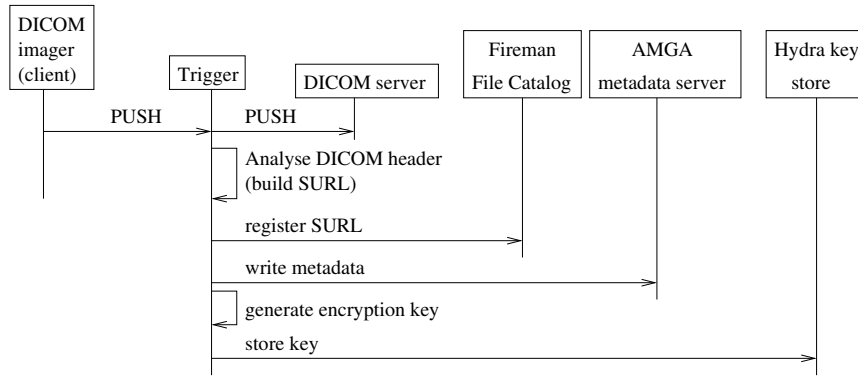 DICOM
imager
(client)
Trigger
DICOM server
Fireman
File Catalog
AMGA
metadata server
Hydra key
store
PUSH
PUSH
Analyse DICOM header
(build SURL)
register SURL
write metadata
generate encryption key
store key